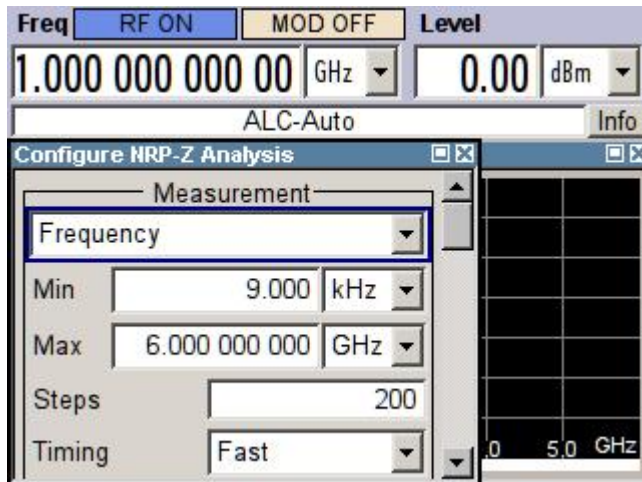 Freq RF ON MOD OFF Level
1.000 000 000 00 GHz 0.00 dBm
ALC-Auto Info
Configure NRP-Z Analysis
Measurement
Frequency
Min 9.000 kHz
Max 6.000 000 000 GHz
Steps 200
Timing Fast
.0 5.0 GHz